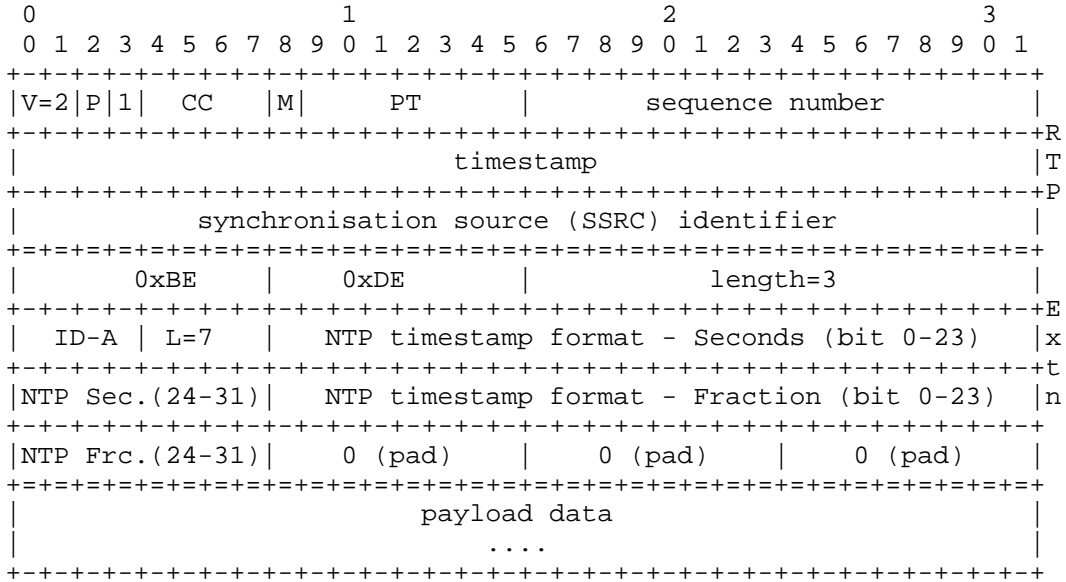 0                   1                   2                   3
 0 1 2 3 4 5 6 7 8 9 0 1 2 3 4 5 6 7 8 9 0 1 2 3 4 5 6 7 8 9 0 1
+-+-+-+-+-+-+-+-+-+-+-+-+-+-+-+-+-+-+-+-+-+-+-+-+-+-+-+-+-+-+-+-+
|V=2|P|1|  CC   |M|     PT      |       sequence number         |
+-+-+-+-+-+-+-+-+-+-+-+-+-+-+-+-+-+-+-+-+-+-+-+-+-+-+-+-+-+-+-+-+R
|                           timestamp                           |T
+-+-+-+-+-+-+-+-+-+-+-+-+-+-+-+-+-+-+-+-+-+-+-+-+-+-+-+-+-+-+-+-+P
|           synchronisation source (SSRC) identifier            |
+=+=+=+=+=+=+=+=+=+=+=+=+=+=+=+=+=+=+=+=+=+=+=+=+=+=+=+=+=+=+=+=+
|       0xBE    |    0xDE       |           length=3            |
+-+-+-+-+-+-+-+-+-+-+-+-+-+-+-+-+-+-+-+-+-+-+-+-+-+-+-+-+-+-+-+-+E
|  ID-A | L=7   |   NTP timestamp format - Seconds (bit 0-23)   |x
+-+-+-+-+-+-+-+-+-+-+-+-+-+-+-+-+-+-+-+-+-+-+-+-+-+-+-+-+-+-+-+-+t
|NTP Sec.(24-31)|   NTP timestamp format - Fraction (bit 0-23)  |n
+-+-+-+-+-+-+-+-+-+-+-+-+-+-+-+-+-+-+-+-+-+-+-+-+-+-+-+-+-+-+-+-+
|NTP Frc.(24-31)|    0 (pad)    |    0 (pad)    |    0 (pad)    |
+=+=+=+=+=+=+=+=+=+=+=+=+=+=+=+=+=+=+=+=+=+=+=+=+=+=+=+=+=+=+=+=+
|                         payload data                          |
|                             ....                              |
+-+-+-+-+-+-+-+-+-+-+-+-+-+-+-+-+-+-+-+-+-+-+-+-+-+-+-+-+-+-+-+-+